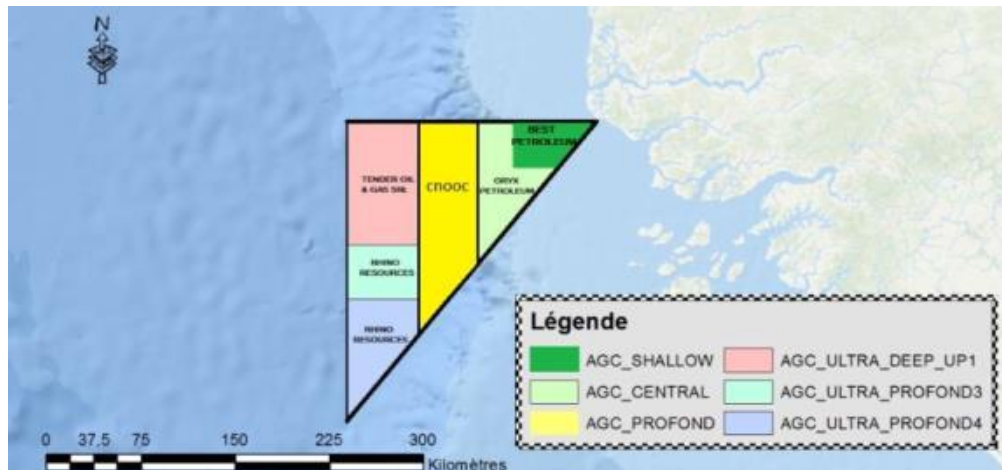 N
BEST
PETROLEUM
TENDER OIL
& GAS SNL
cnooc
ORYX
PETROLEUM
RHINO
RESOURCES
RHINO
RESOURCES
Légende
AGC_SHALLOW
AGC_ULTRA_DEEP_UP1
AGC_CENTRAL
AGC_ULTRA_PROFOND3
AGC_PROFOND
AGC_ULTRA_PROFOND4
0 37.5 75 150 225 300
Kilomètres